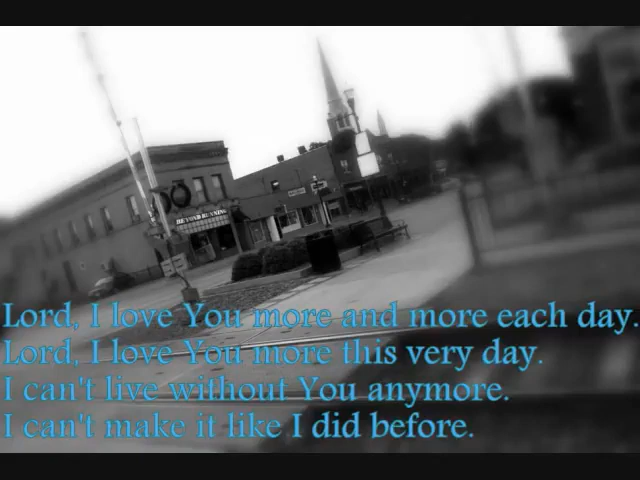 BEYOND RUNNING
Lord, I love You more and more each day.
Lord, I love You more this very day.
I can't live without You anymore.
I can't make it like I did before.